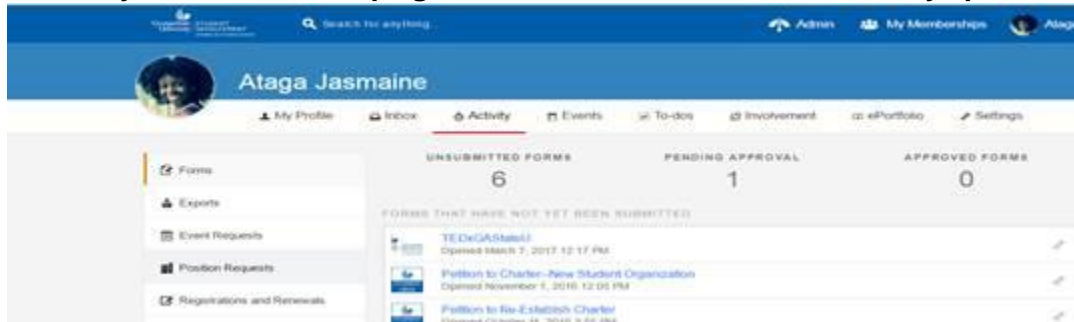 Search for anything...
Admin
My Memberships
Ataga Jasmaine
My Profile
Inbox
Activity
Events
To-dos
Involvement
ePortfolio
Settings
Forms
Exports
Event Requests
Position Requests
Registrations and Renewals
UNSUBMITTED FORMS
6
PENDING APPROVAL
1
APPROVED FORMS
0
FORMS THAT HAVE NOT YET BEEN SUBMITTED
TEDxGAStateU
Opened March 7, 2017 12:17 PM
Petition to Charter--New Student Organization
Opened November 1, 2016 12:05 PM
Petition to Re-Establish Charter